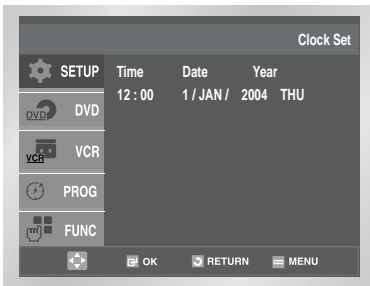 Clock Set
SETUP
Time Date Year
12 : 00 1 / JAN / 2004 THU
DVD DVD
VCR VCR
PROG
FUNC
OK RETURN MENU